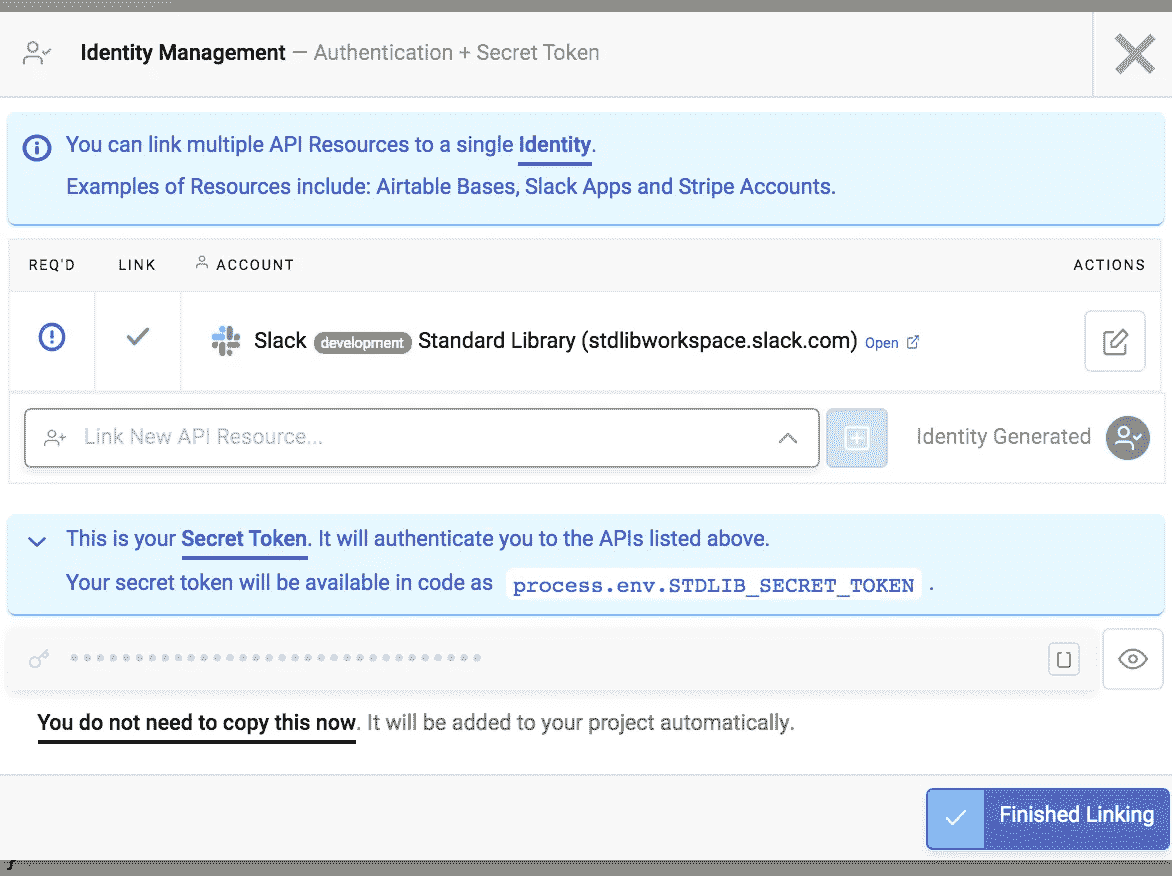 Identity Management — Authentication + Secret Token
You can link multiple API Resources to a single Identity.
Examples of Resources include: Airtable Bases, Slack Apps and Stripe Accounts.
REQ'D LINK ACCOUNT ACTIONS
Slack development Standard Library (stdlibworkspace.slack.com) Open
Link New API Resource... Identity Generated
This is your Secret Token. It will authenticate you to the APIs listed above.
Your secret token will be available in code as process.env.STDLIB_SECRET_TOKEN .
You do not need to copy this now. It will be added to your project automatically.
Finished Linking